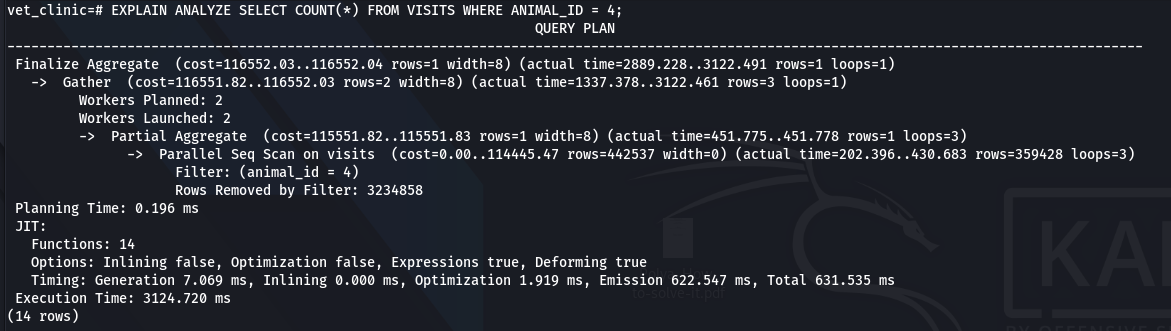 vet_clinic=# EXPLAIN ANALYZE SELECT COUNT(*) FROM VISITS WHERE ANIMAL_ID = 4;
QUERY PLAN
----------------------------------------------------------------------------------------------------------------------------------------------
Finalize Aggregate  (cost=116552.03..116552.04 rows=1 width=8) (actual time=2889.228..3122.491 rows=1 loops=1)
  ->  Gather  (cost=116551.82..116552.03 rows=2 width=8) (actual time=1337.378..3122.461 rows=3 loops=1)
        Workers Planned: 2
        Workers Launched: 2
        ->  Partial Aggregate  (cost=115551.82..115551.83 rows=1 width=8) (actual time=451.775..451.778 rows=1 loops=3)
              ->  Parallel Seq Scan on visits  (cost=0.00..114445.47 rows=442537 width=0) (actual time=202.396..430.683 rows=359428 loops=3)
                    Filter: (animal_id = 4)
                    Rows Removed by Filter: 3234858
Planning Time: 0.196 ms
JIT:
  Functions: 14
  Options: Inlining false, Optimization false, Expressions true, Deforming true
  Timing: Generation 7.069 ms, Inlining 0.000 ms, Optimization 1.919 ms, Emission 622.547 ms, Total 631.535 ms
Execution Time: 3124.720 ms
(14 rows)
to-solve-it.pdf
KA
BY OFFENSIVE